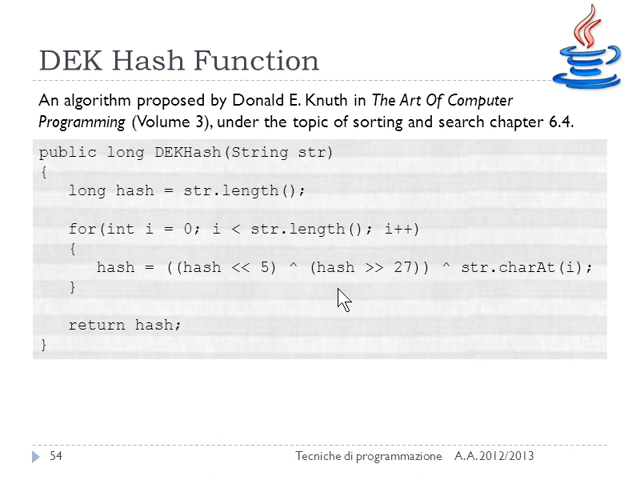 DEK Hash Function
An algorithm proposed by Donald E. Knuth in The Art Of Computer
Programming (Volume 3), under the topic of sorting and search chapter 6.4.
public long DEKHash(String str)
{
long hash = str.length();
for(int i = 0; i < str.length(); i++)
{
hash = ((hash << 5) ^ (hash >> 27)) ^ str.charAt(i);
}
return hash;
}
54 Tecniche di programmazione A.A. 2012/2013